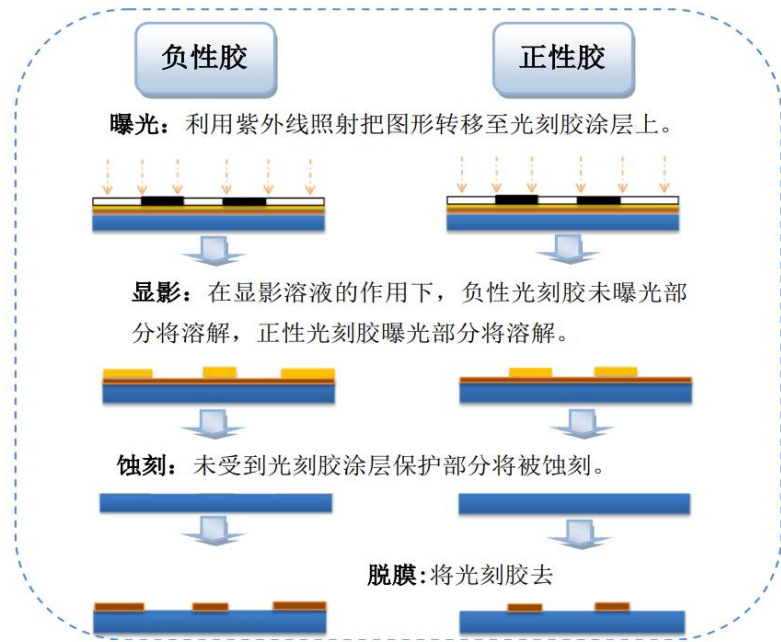 负性胶
正性胶
曝光：利用紫外线照射把图形转移至光刻胶涂层上。
显影：在显影溶液的作用下，负性光刻胶未曝光部
分将溶解，正性光刻胶曝光部分将溶解。
蚀刻：未受到光刻胶涂层保护部分将被蚀刻。
脱膜:将光刻胶去